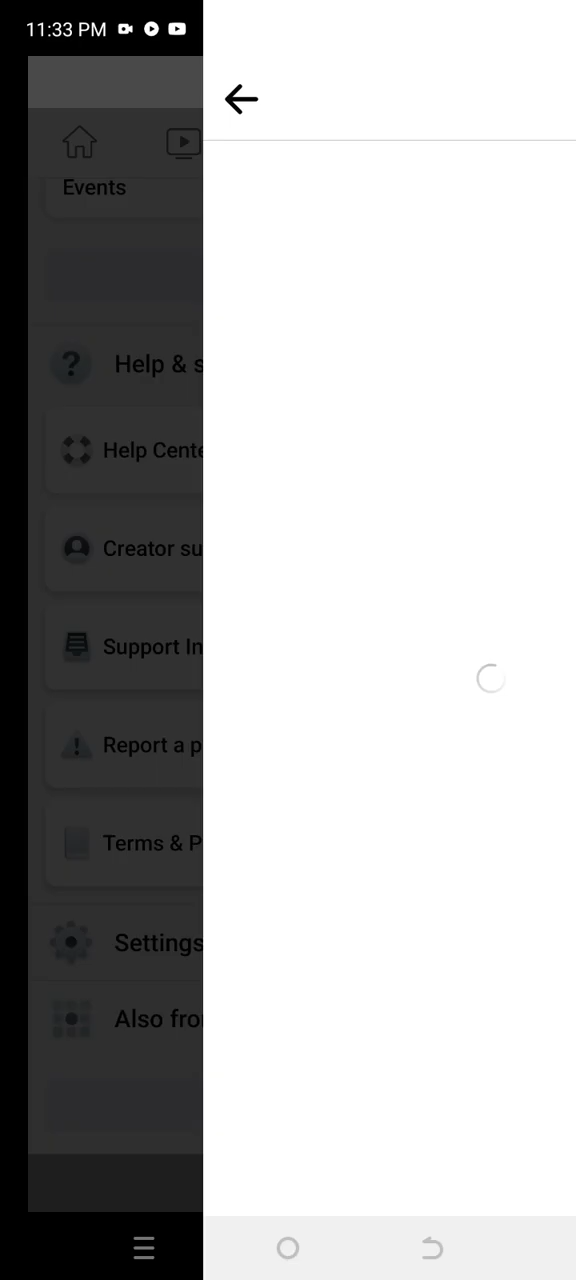 11:33 PM
Events
Help & s
Help Cente
Creator su
Support In
Report a p
Terms & P
Settings
Also fro